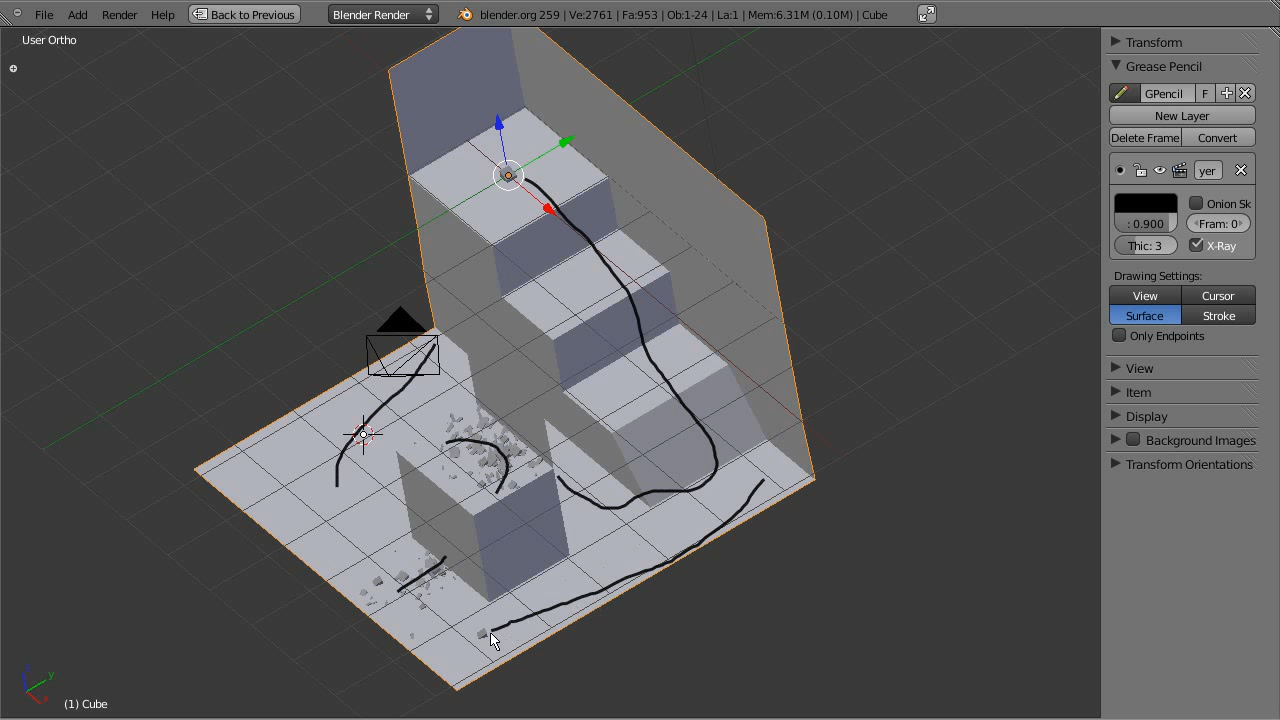 File Add Render Help Back to Previous Blender Render blender.org 259 | Ve:2761 | Fa:953 | Ob:1-24 | La:1 | Mem:6.31M (0.10M) | Cube
User Ortho
Transform
Grease Pencil
GPencil F
New Layer
Delete Frame Convert
yer
Onion Sk
: 0.900 Fram: 0
Thic: 3 X-Ray
Drawing Settings:
View Cursor
Surface Stroke
Only Endpoints
View
Item
Display
Background Images
Transform Orientations
z y x
(1) Cube